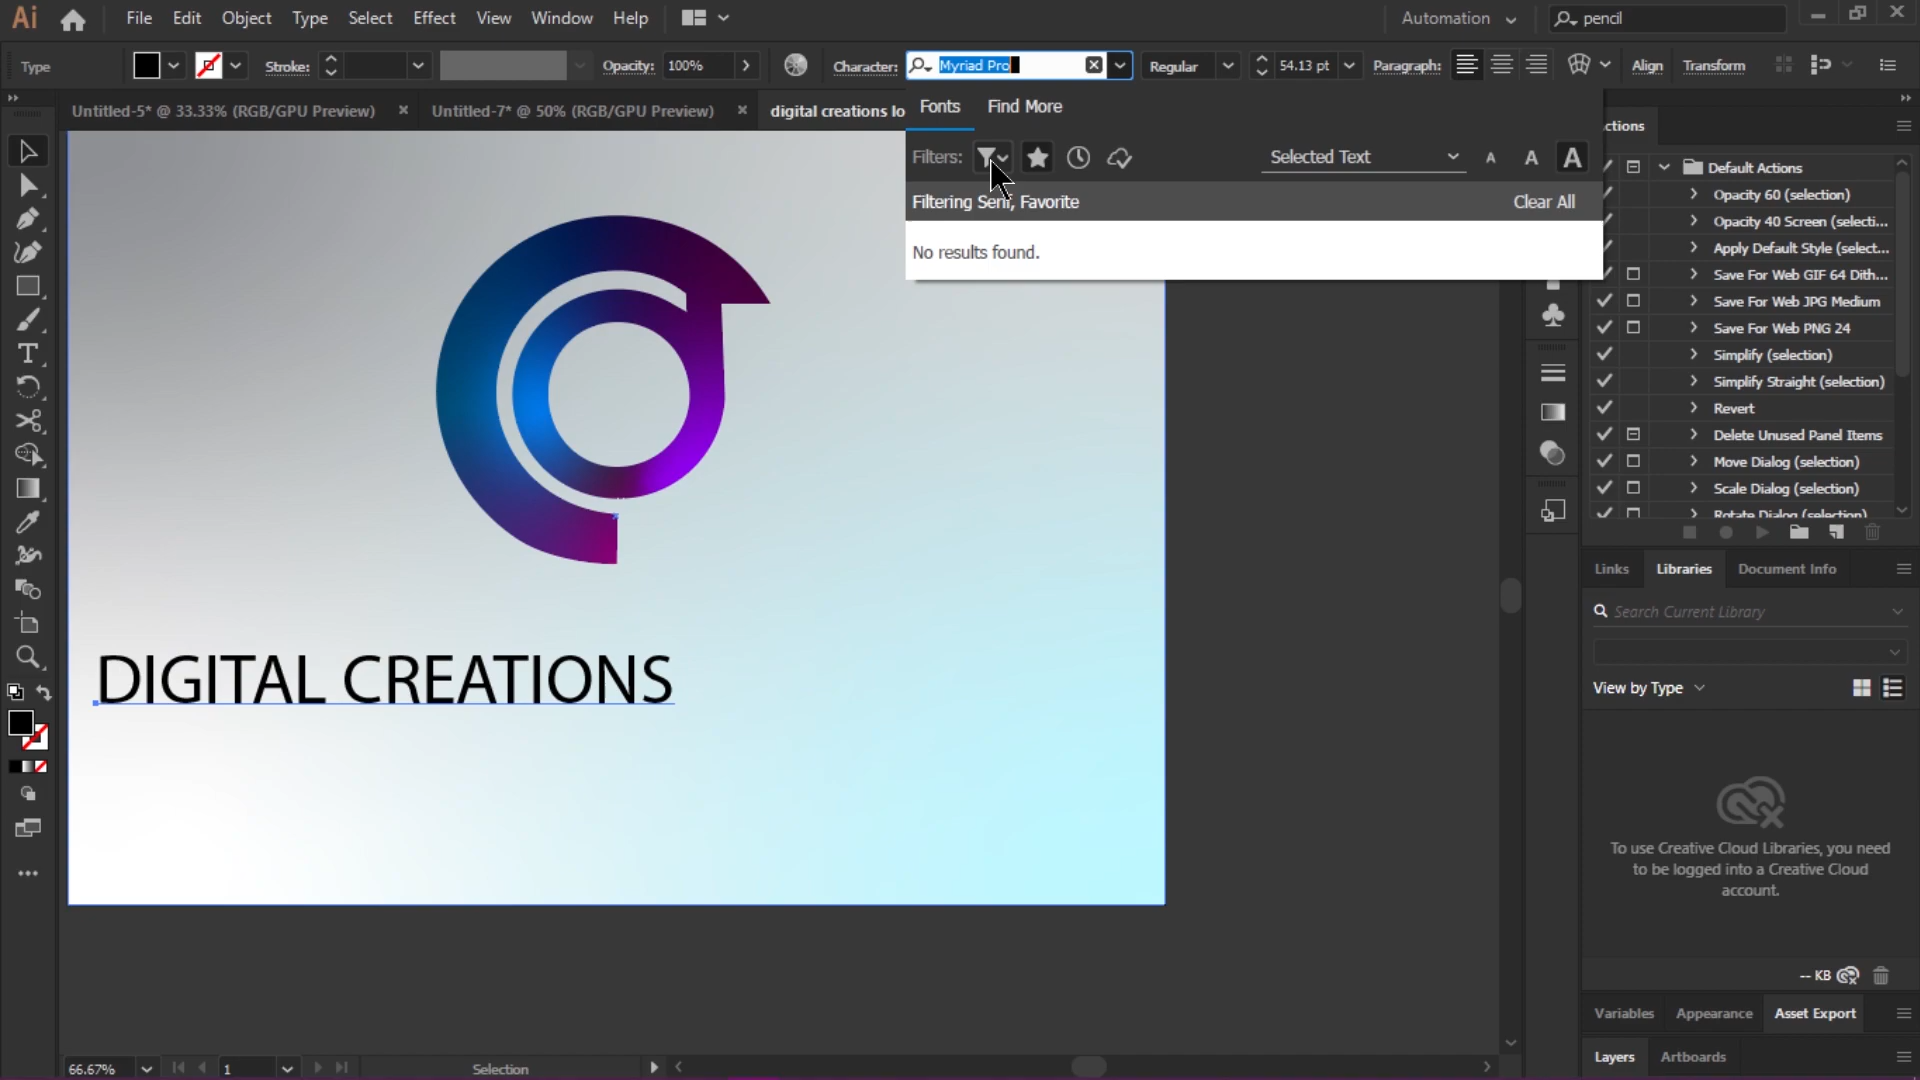 Ai File Edit Object Type Select Effect View Window Help Automation pencil
Type Stroke: Opacity: 100% Character: Myriad Pro Regular 54.13 pt Paragraph: Align Transform
Untitled-5* @ 33.33% (RGB/GPU Preview) × Untitled-7* @ 50% (RGB/GPU Preview) × digital creations lo
Fonts Find More
Filters: Selected Text A A A
Filtering Serif, Favorite Clear All
No results found.
ctions
Default Actions
Opacity 60 (selection)
Opacity 40 Screen (selecti...
Apply Default Style (select...
Save For Web GIF 64 Dith...
Save For Web JPG Medium
Save For Web PNG 24
Simplify (selection)
Simplify Straight (selection)
Revert
Delete Unused Panel Items
Move Dialog (selection)
Scale Dialog (selection)
Rotate Dialog (selection)
DIGITAL CREATIONS
Links Libraries Document Info
Search Current Library
View by Type
To use Creative Cloud Libraries, you need
to be logged into a Creative Cloud
account.
-- KB
Variables Appearance Asset Export
Layers Artboards
66.67% 1 Selection